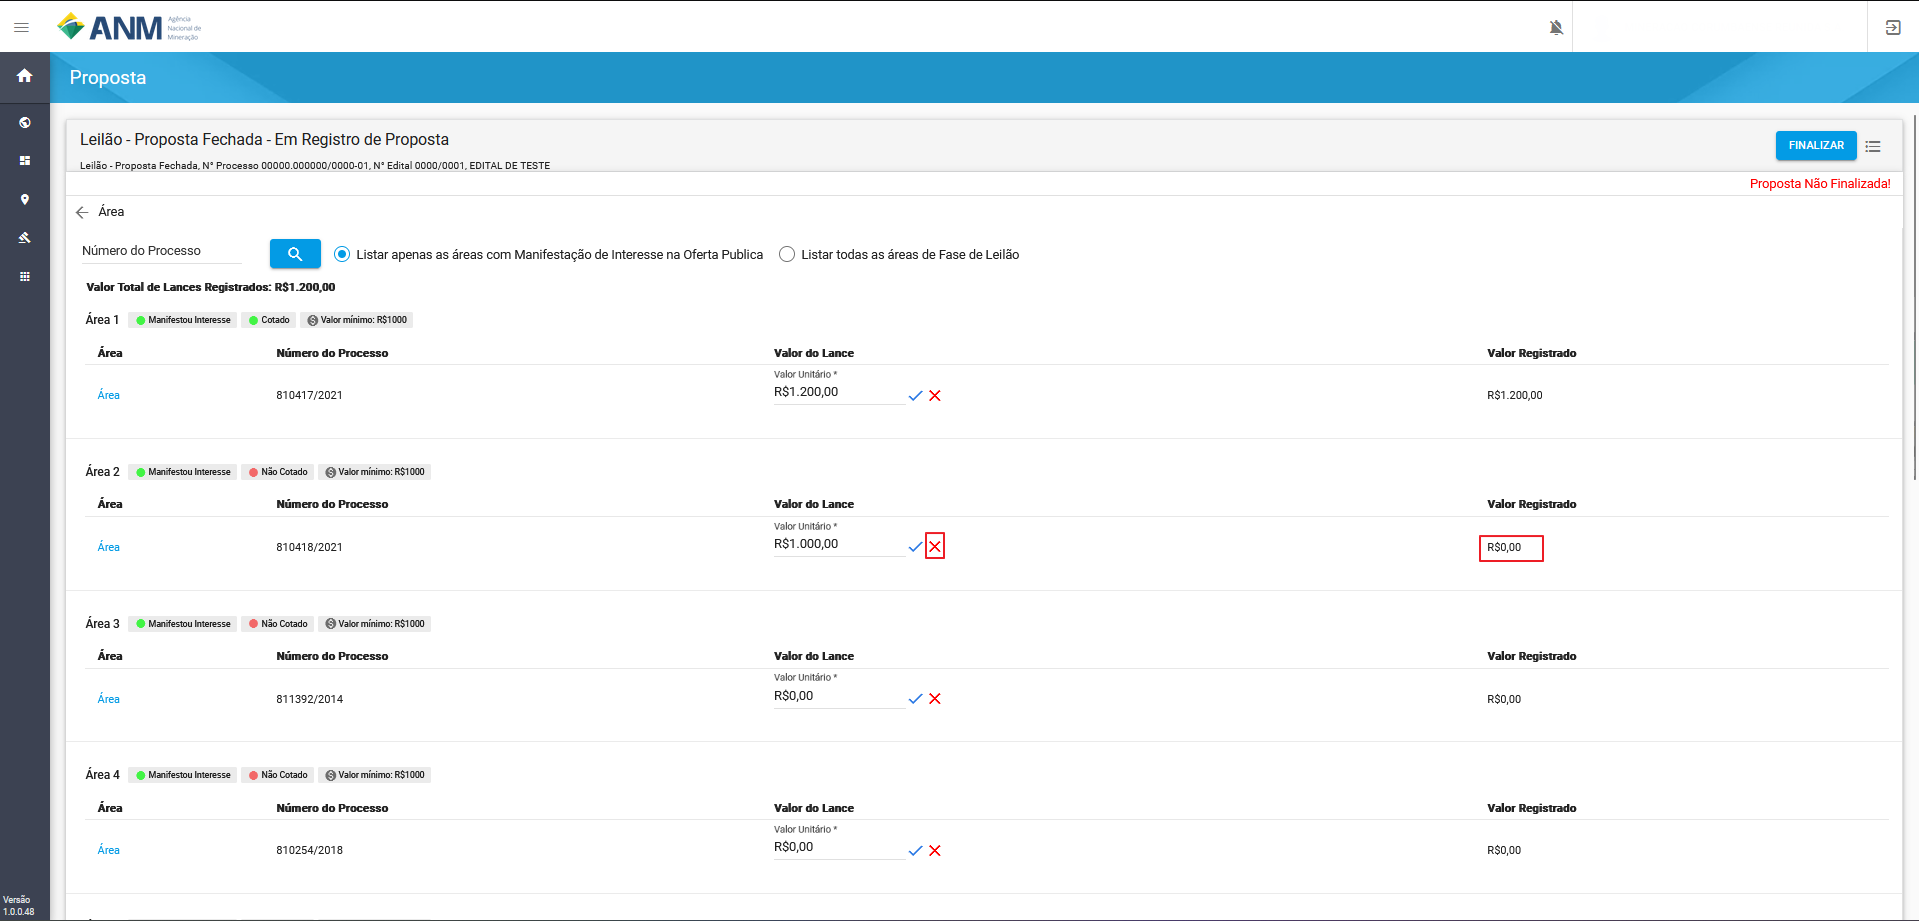 ANM
Agência
Nacional de
Mineração
Proposta
Leilão - Proposta Fechada - Em Registro de Proposta
FINALIZAR
Leilão - Proposta Fechada, N° Processo 00000.000000/0000-01, N° Edital 0000/0001, EDITAL DE TESTE
Proposta Não Finalizada!
Área
Número do Processo
Listar apenas as áreas com Manifestação de Interesse na Oferta Publica
Listar todas as áreas de Fase de Leilão
Valor Total de Lances Registrados: R$1.200,00
Área 1 Manifestou Interesse Cotado Valor mínimo: R$1000
Área Número do Processo Valor do Lance Valor Registrado
Valor Unitário *
Área 810417/2021 R$1.200,00 R$1.200,00
Área 2 Manifestou Interesse Não Cotado Valor mínimo: R$1000
Área Número do Processo Valor do Lance Valor Registrado
Valor Unitário *
Área 810418/2021 R$1.000,00 R$0,00
Área 3 Manifestou Interesse Não Cotado Valor mínimo: R$1000
Área Número do Processo Valor do Lance Valor Registrado
Valor Unitário *
Área 811392/2014 R$0,00 R$0,00
Área 4 Manifestou Interesse Não Cotado Valor mínimo: R$1000
Área Número do Processo Valor do Lance Valor Registrado
Valor Unitário *
Área 810254/2018 R$0,00 R$0,00
Versão
1.0.0.48